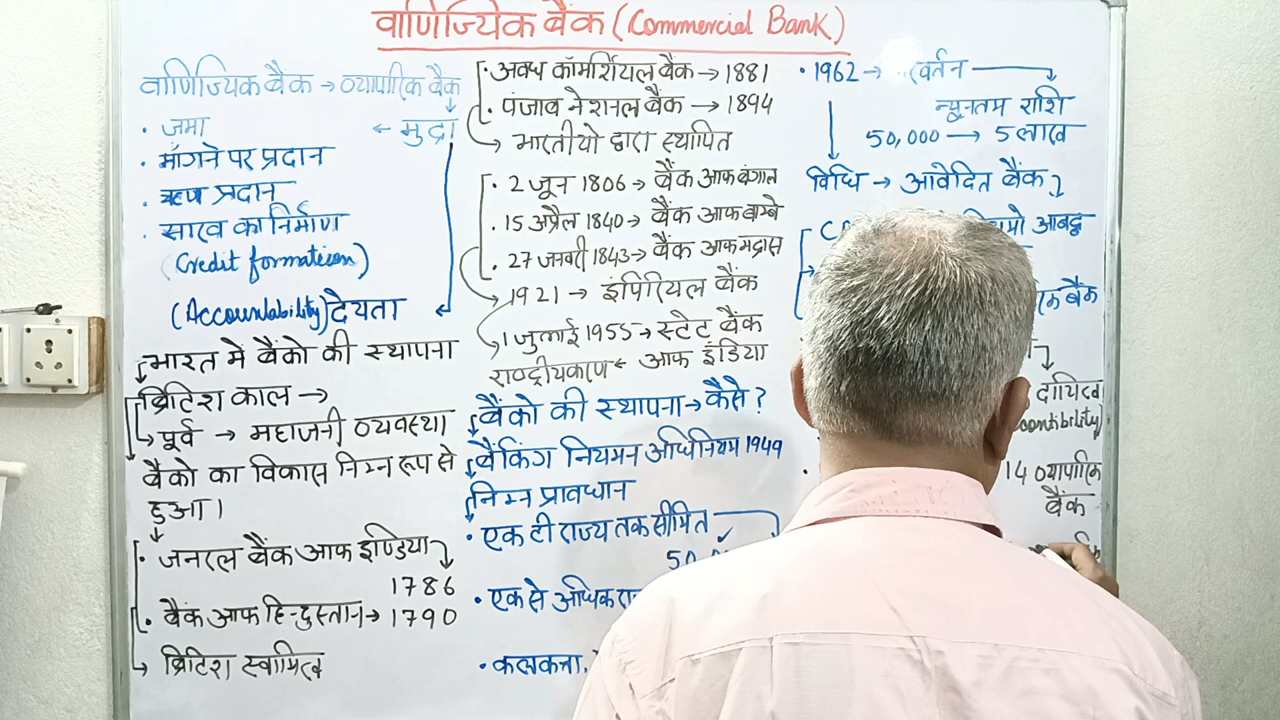 वाणिज्यिक बैंक (Commercial Bank)
वाणिज्यिक बैंक → व्यापारिक बैंक
• जमा ← मुद्रा
• माँगने पर प्रदान
• ऋण प्रदान
• साख का निर्माण
(Credit formation)
(Accountability) देयता
भारत में बैंको की स्थापना
ब्रिटिश काल →
पूर्व → महाजनी व्यवस्था
बैंको का विकास निम्न रूप से
हुआ।
• जनरल बैंक आफ इण्डिया
1786
• बैंक आफ हिन्दुस्तान → 1790
→ ब्रिटिश स्वामित्व
• अवध कॉमर्शियल बैंक → 1881
• पंजाब नेशनल बैंक → 1894
→ भारतीयो द्वारा स्थापित
• 2 जून 1806 → बैंक आफ बंगाल
• 15 अप्रैल 1840 → बैंक आफ बाम्बे
• 27 जनवरी 1843 → बैंक आफ मद्रास
→ 1921 → इंपिरियल बैंक
1 जुलाई 1955 → स्टेट बैंक
राष्ट्रीयकरण ← आफ इंडिया
बैंको की स्थापना → कैसे ?
बैंकिंग नियमन अधिनियम 1949
निम्न प्रावधान
• एक ही राज्य तक सीमित
50,
• एक से अधिक
• कलकत्ता.
• 1962 →
न्यूनतम राशि
50,000 → 5 लाख
विधि → आवेदित बैंक
आबद्ध
बैंक
दायित्व
14 व्यापारिक
बैंक